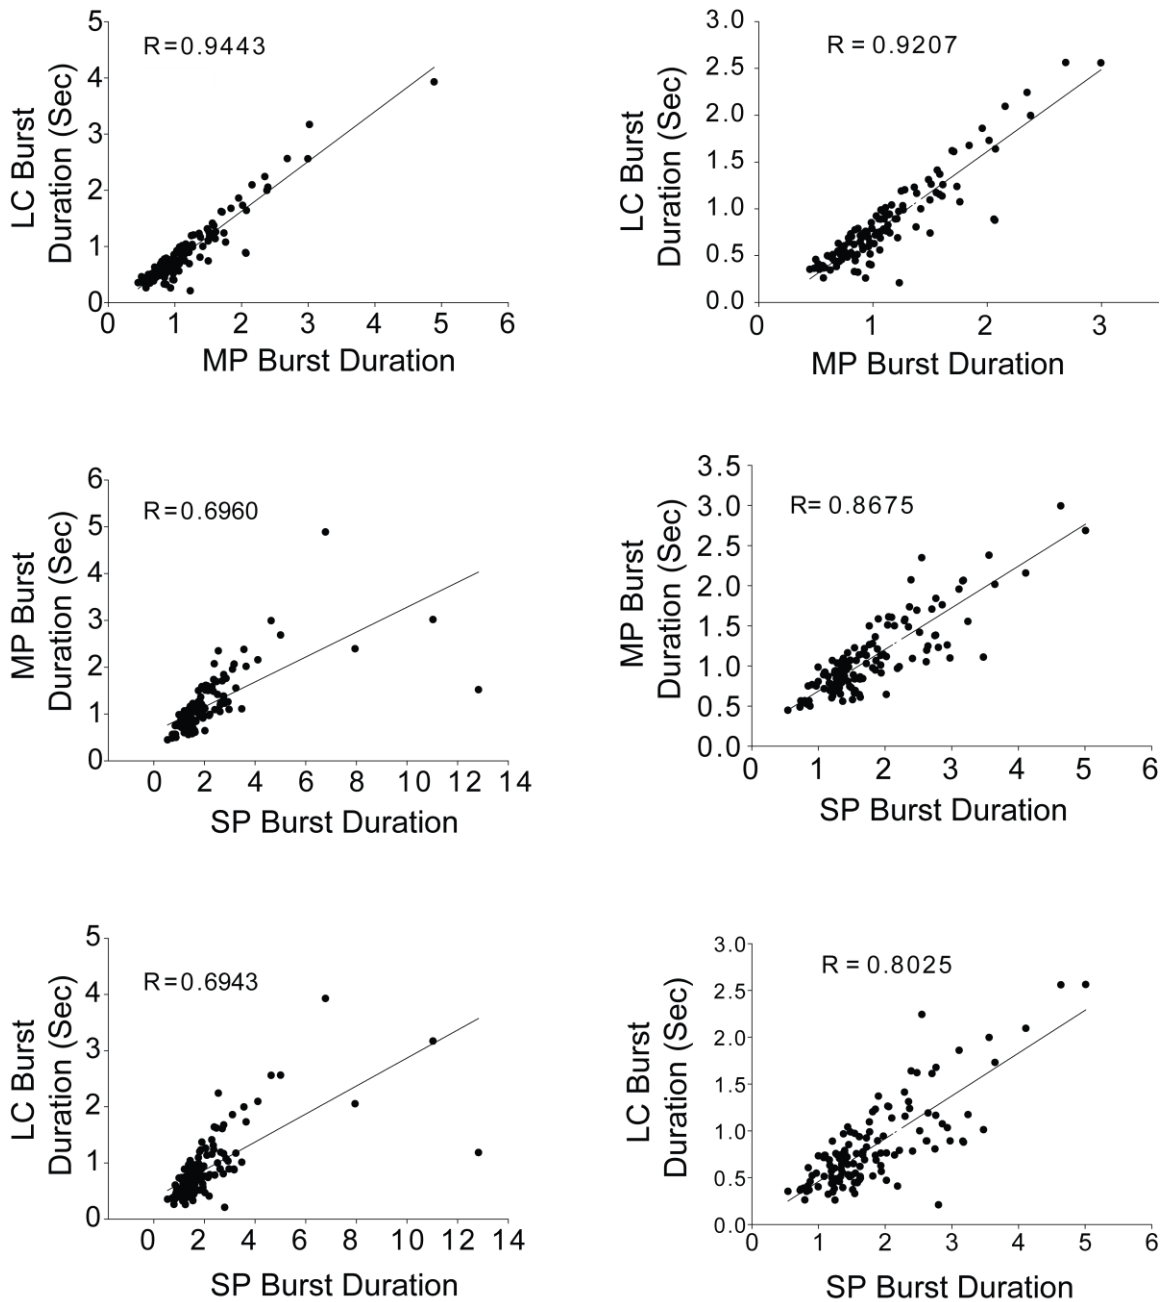 5
4
3
2
1
0
R=0.9443
LC Burst
Duration (Sec)
0 1 2 3 4 5 6
MP Burst Duration
3.0
2.5
2.0
1.5
1.0
0.5
0.0
R = 0.9207
LC Burst
Duration (Sec)
0 1 2 3
MP Burst Duration
6
5
4
3
2
1
0
R=0.6960
MP Burst
Duration (Sec)
0 2 4 6 8 10 12 14
SP Burst Duration
3.5
3.0
2.5
2.0
1.5
1.0
0.5
0.0
R= 0.8675
MP Burst
Duration (Sec)
0 1 2 3 4 5 6
SP Burst Duration
5
4
3
2
1
0
R=0.6943
LC Burst
Duration (Sec)
0 2 4 6 8 10 12 14
SP Burst Duration
3.0
2.5
2.0
1.5
1.0
0.5
0.0
R = 0.8025
LC Burst
Duration (Sec)
0 1 2 3 4 5 6
SP Burst Duration